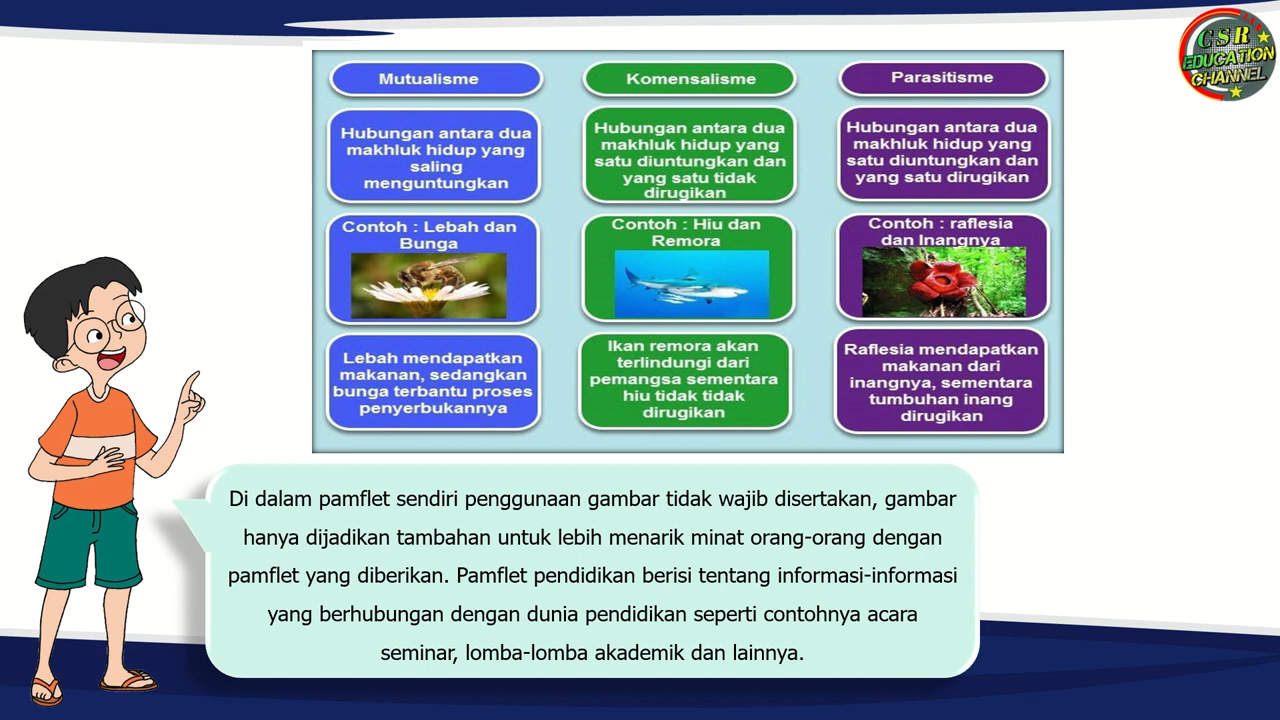 CSR
EDUCATION
CHANNEL
Mutualisme
Komensalisme
Parasitisme
Hubungan antara dua
makhluk hidup yang
saling
menguntungkan
Hubungan antara dua
makhluk hidup yang
satu diuntungkan dan
yang satu tidak
dirugikan
Hubungan antara dua
makhluk hidup yang
satu diuntungkan dan
yang satu dirugikan
Contoh : Lebah dan
Bunga
Contoh : Hiu dan
Remora
Contoh : raflesia
dan Inangnya
Lebah mendapatkan
makanan, sedangkan
bunga terbantu proses
penyerbukannya
Ikan remora akan
terlindungi dari
pemangsa sementara
hiu tidak tidak
dirugikan
Raflesia mendapatkan
makanan dari
inangnya, sementara
tumbuhan inang
dirugikan
Di dalam pamflet sendiri penggunaan gambar tidak wajib disertakan, gambar
hanya dijadikan tambahan untuk lebih menarik minat orang-orang dengan
pamflet yang diberikan. Pamflet pendidikan berisi tentang informasi-informasi
yang berhubungan dengan dunia pendidikan seperti contohnya acara
seminar, lomba-lomba akademik dan lainnya.